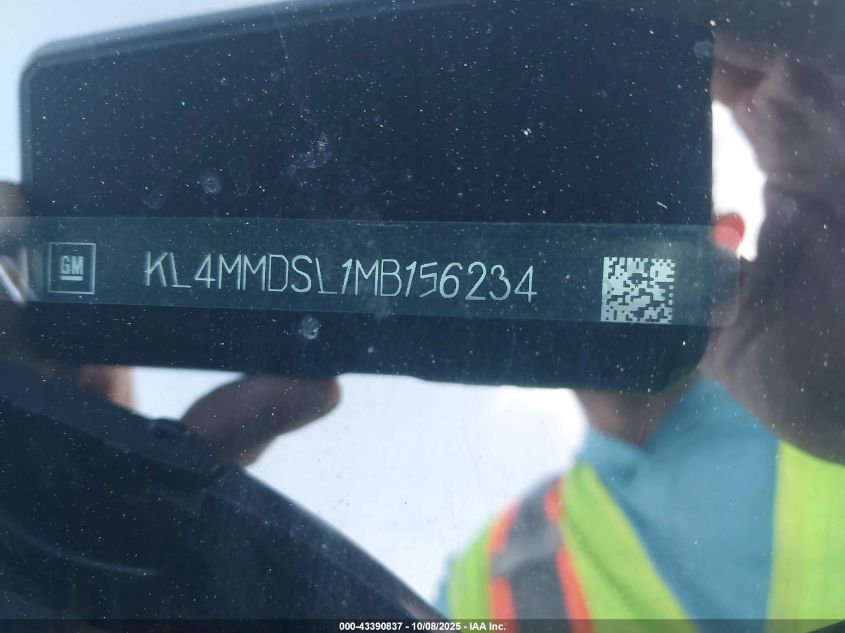 GM KL4MMDSL1MB156234
000-43390837 - 10/08/2025 - IAA Inc.